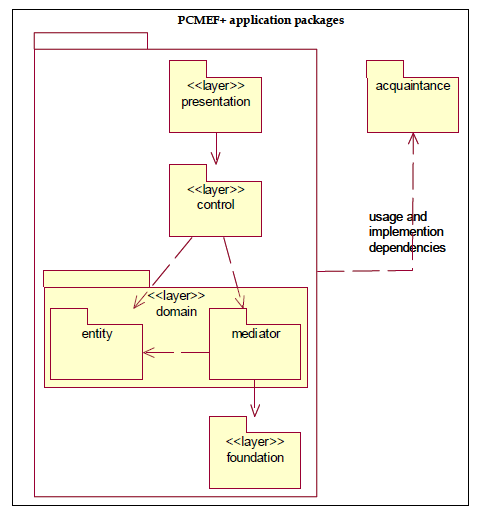 PCMEF+ application packages
<<layer>>
presentation
acquaintance
<<layer>>
control
usage and
implemention
dependencies
<<layer>>
domain
entity
mediator
<<layer>>
foundation